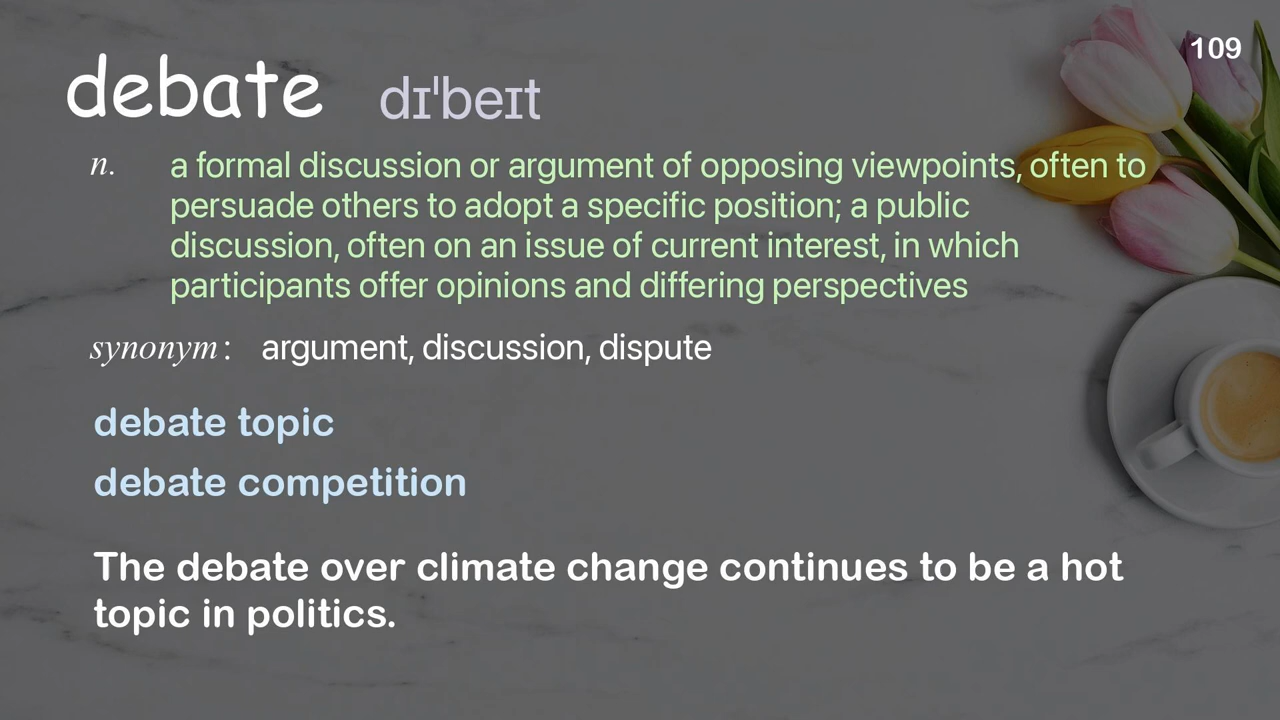 109
debate dɪˈbeɪt
n. a formal discussion or argument of opposing viewpoints, often to
persuade others to adopt a specific position; a public
discussion, often on an issue of current interest, in which
participants offer opinions and differing perspectives
synonym: argument, discussion, dispute
debate topic
debate competition
The debate over climate change continues to be a hot
topic in politics.